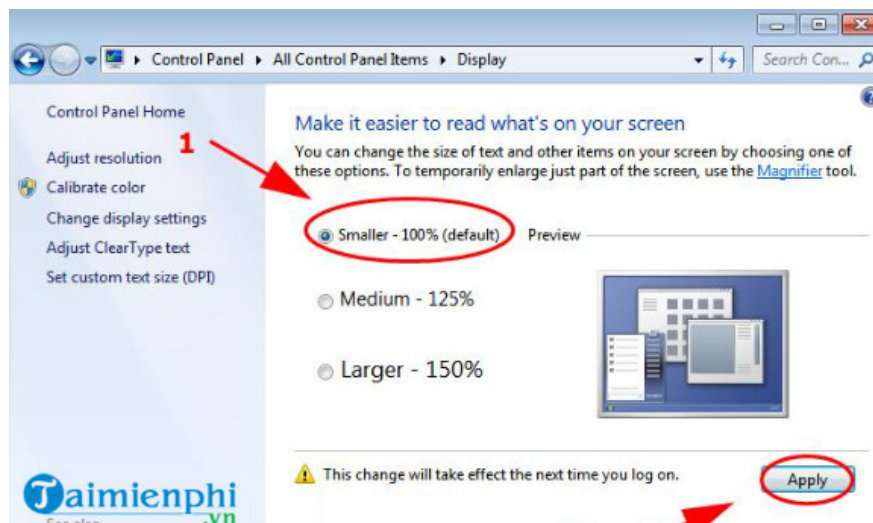 Control Panel ▸ All Control Panel Items ▸ Display
Search Con...
Control Panel Home
Adjust resolution
1
Calibrate color
Change display settings
Adjust ClearType text
Set custom text size (DPI)
Make it easier to read what's on your screen
You can change the size of text and other items on your screen by choosing one of
these options. To temporarily enlarge just part of the screen, use the Magnifier tool.
Smaller - 100% (default)
Preview
Medium - 125%
Larger - 150%
This change will take effect the next time you log on.
Apply
Taimienphi
.vn